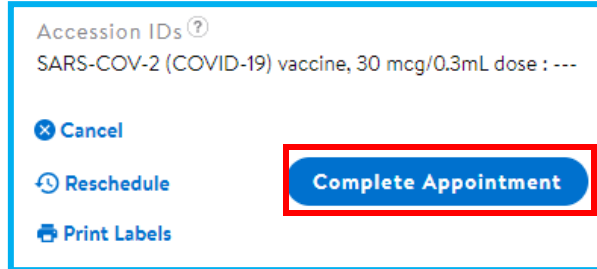 Accession IDs ?
SARS-COV-2 (COVID-19) vaccine, 30 mcg/0.3mL dose : ---
Cancel
Reschedule
Complete Appointment
Print Labels